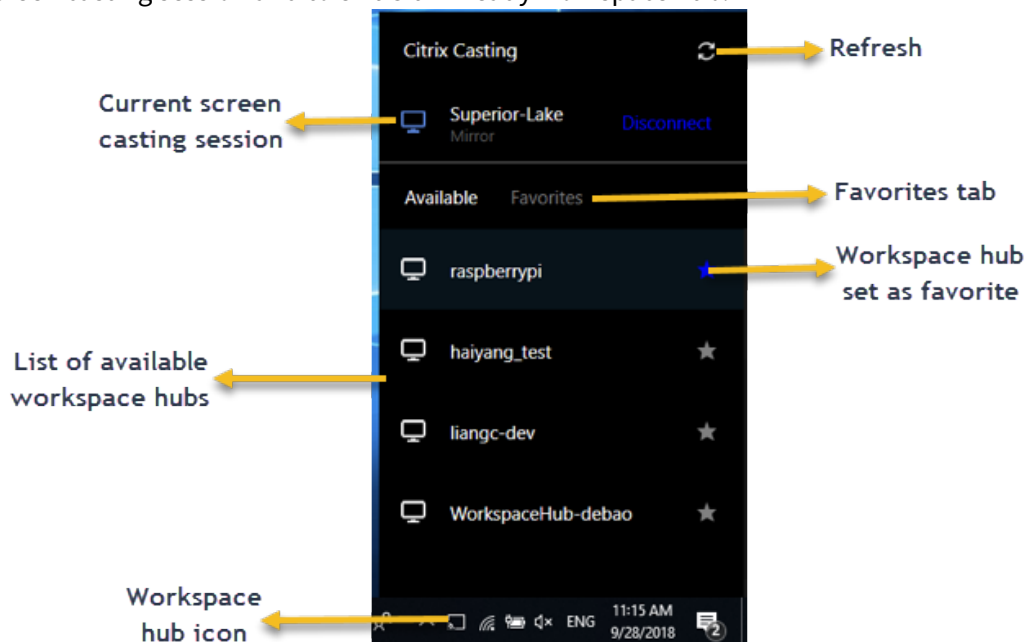 Citrix Casting
Refresh
Current screen
casting session
Superior-Lake
Disconnect
Mirror
Available Favorites
Favorites tab
raspberrypi
Workspace hub
set as favorite
List of available
workspace hubs
haiyang_test
liangc-dev
WorkspaceHub-debao
Workspace
hub icon
ENG
11:15 AM
9/28/2018
2